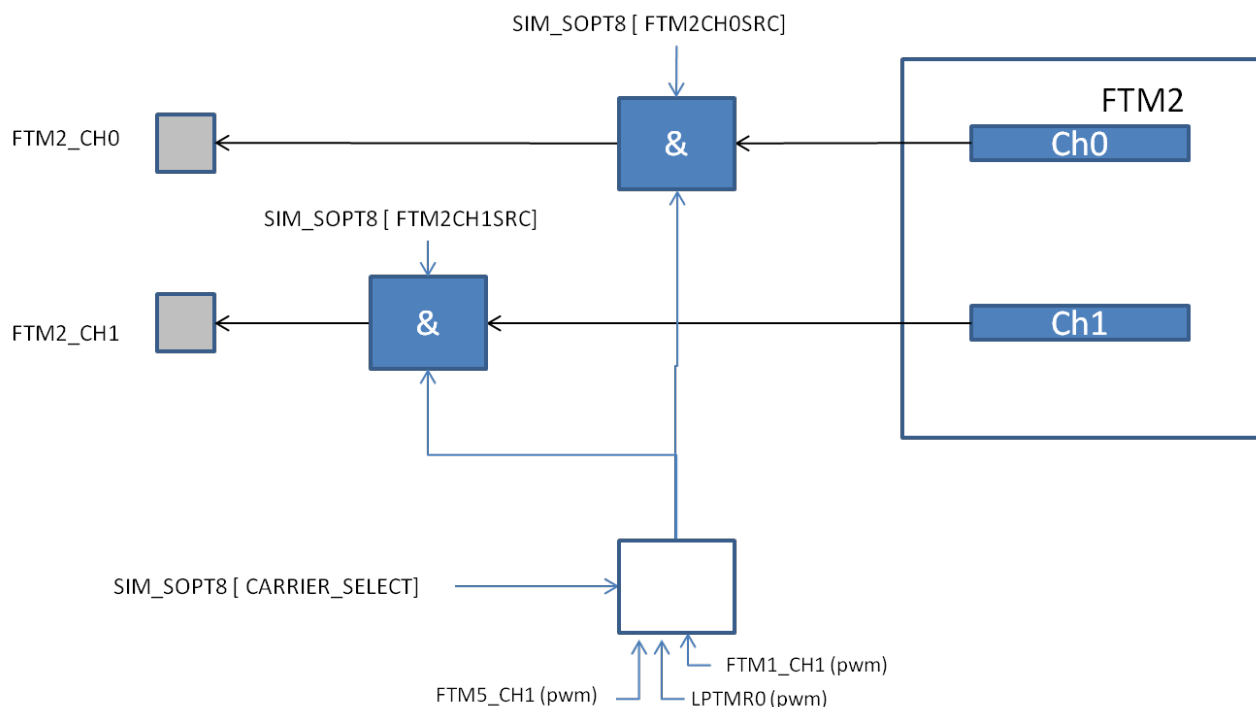 SIM_SOPT8 [ FTM2CH0SRC]
FTM2
FTM2_CH0
&
Ch0
SIM_SOPT8 [ FTM2CH1SRC]
FTM2_CH1
&
Ch1
SIM_SOPT8 [ CARRIER_SELECT]
FTM1_CH1 (pwm)
FTM5_CH1 (pwm)
LPTMR0 (pwm)